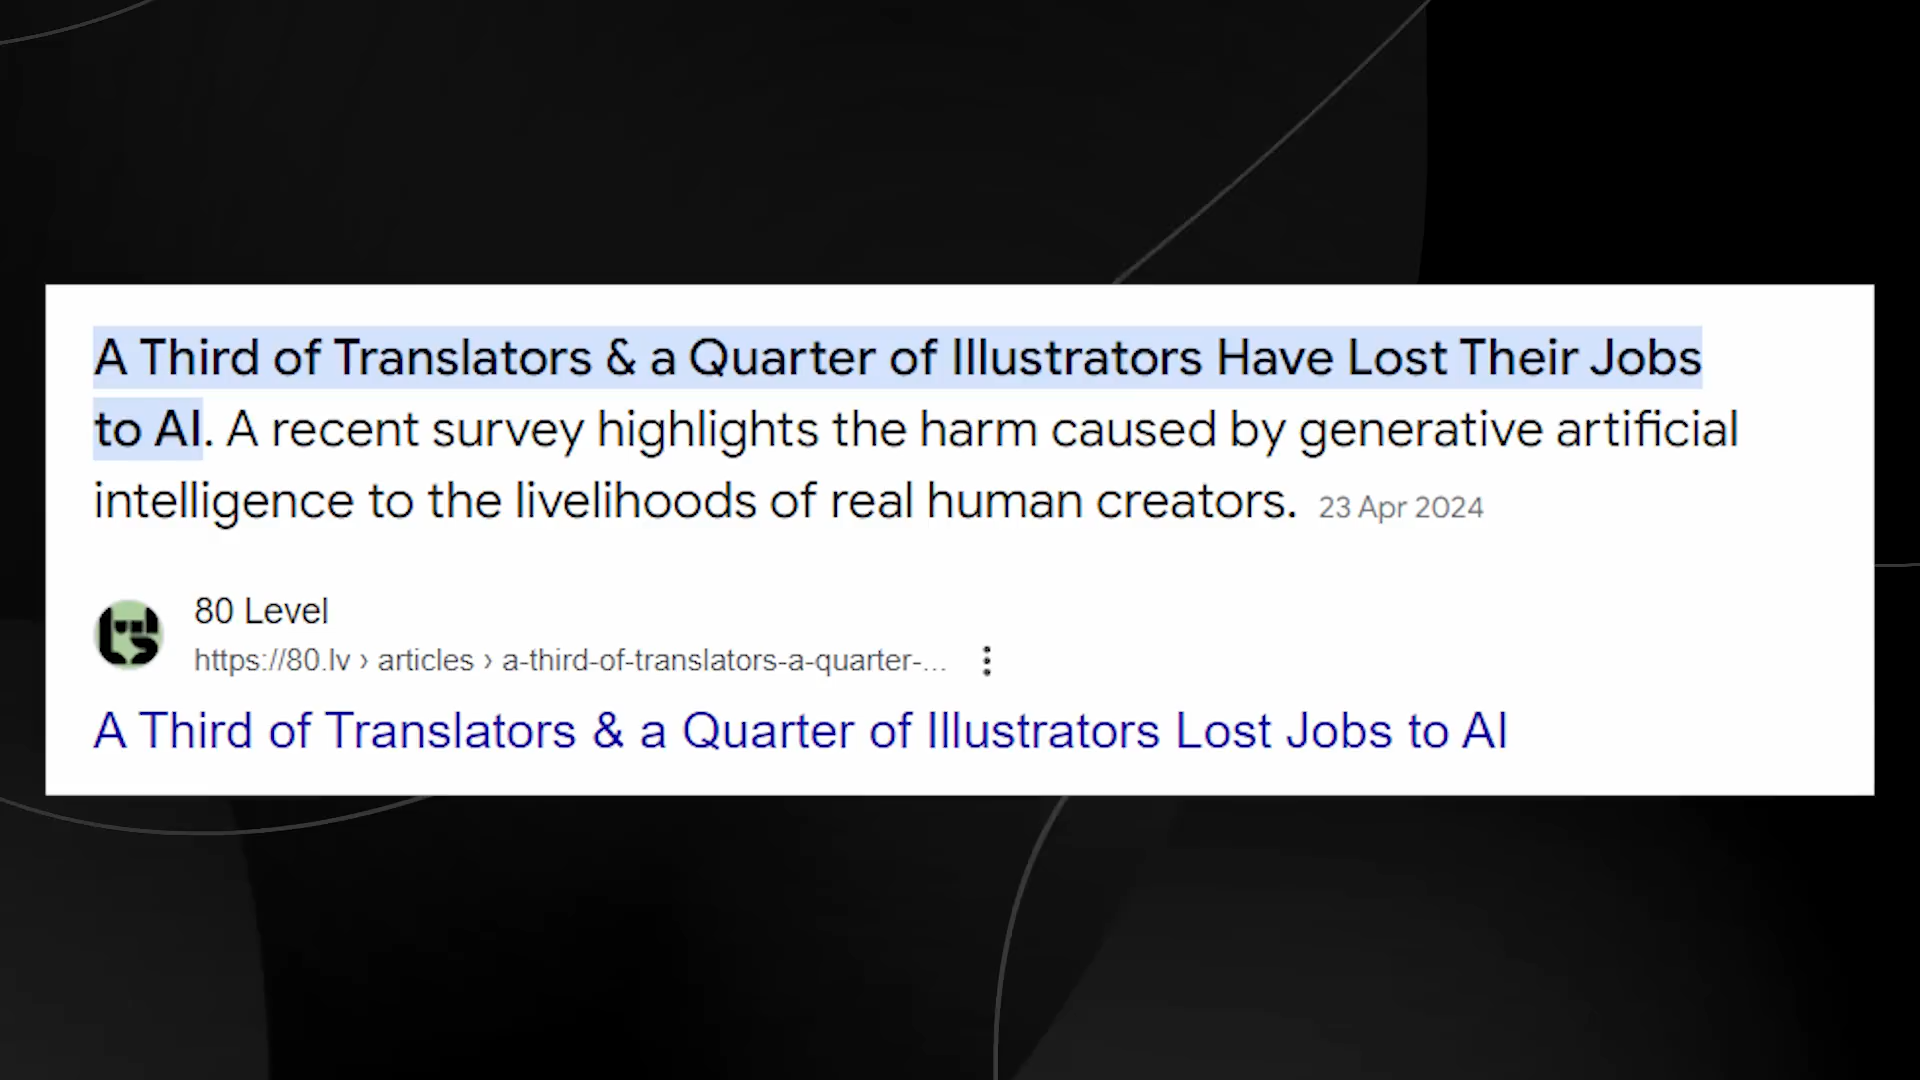 A Third of Translators & a Quarter of Illustrators Have Lost Their Jobs
to AI. A recent survey highlights the harm caused by generative artificial
intelligence to the livelihoods of real human creators. 23 Apr 2024
80 Level
https://80.lv › articles › a-third-of-translators-a-quarter-...
A Third of Translators & a Quarter of Illustrators Lost Jobs to AI